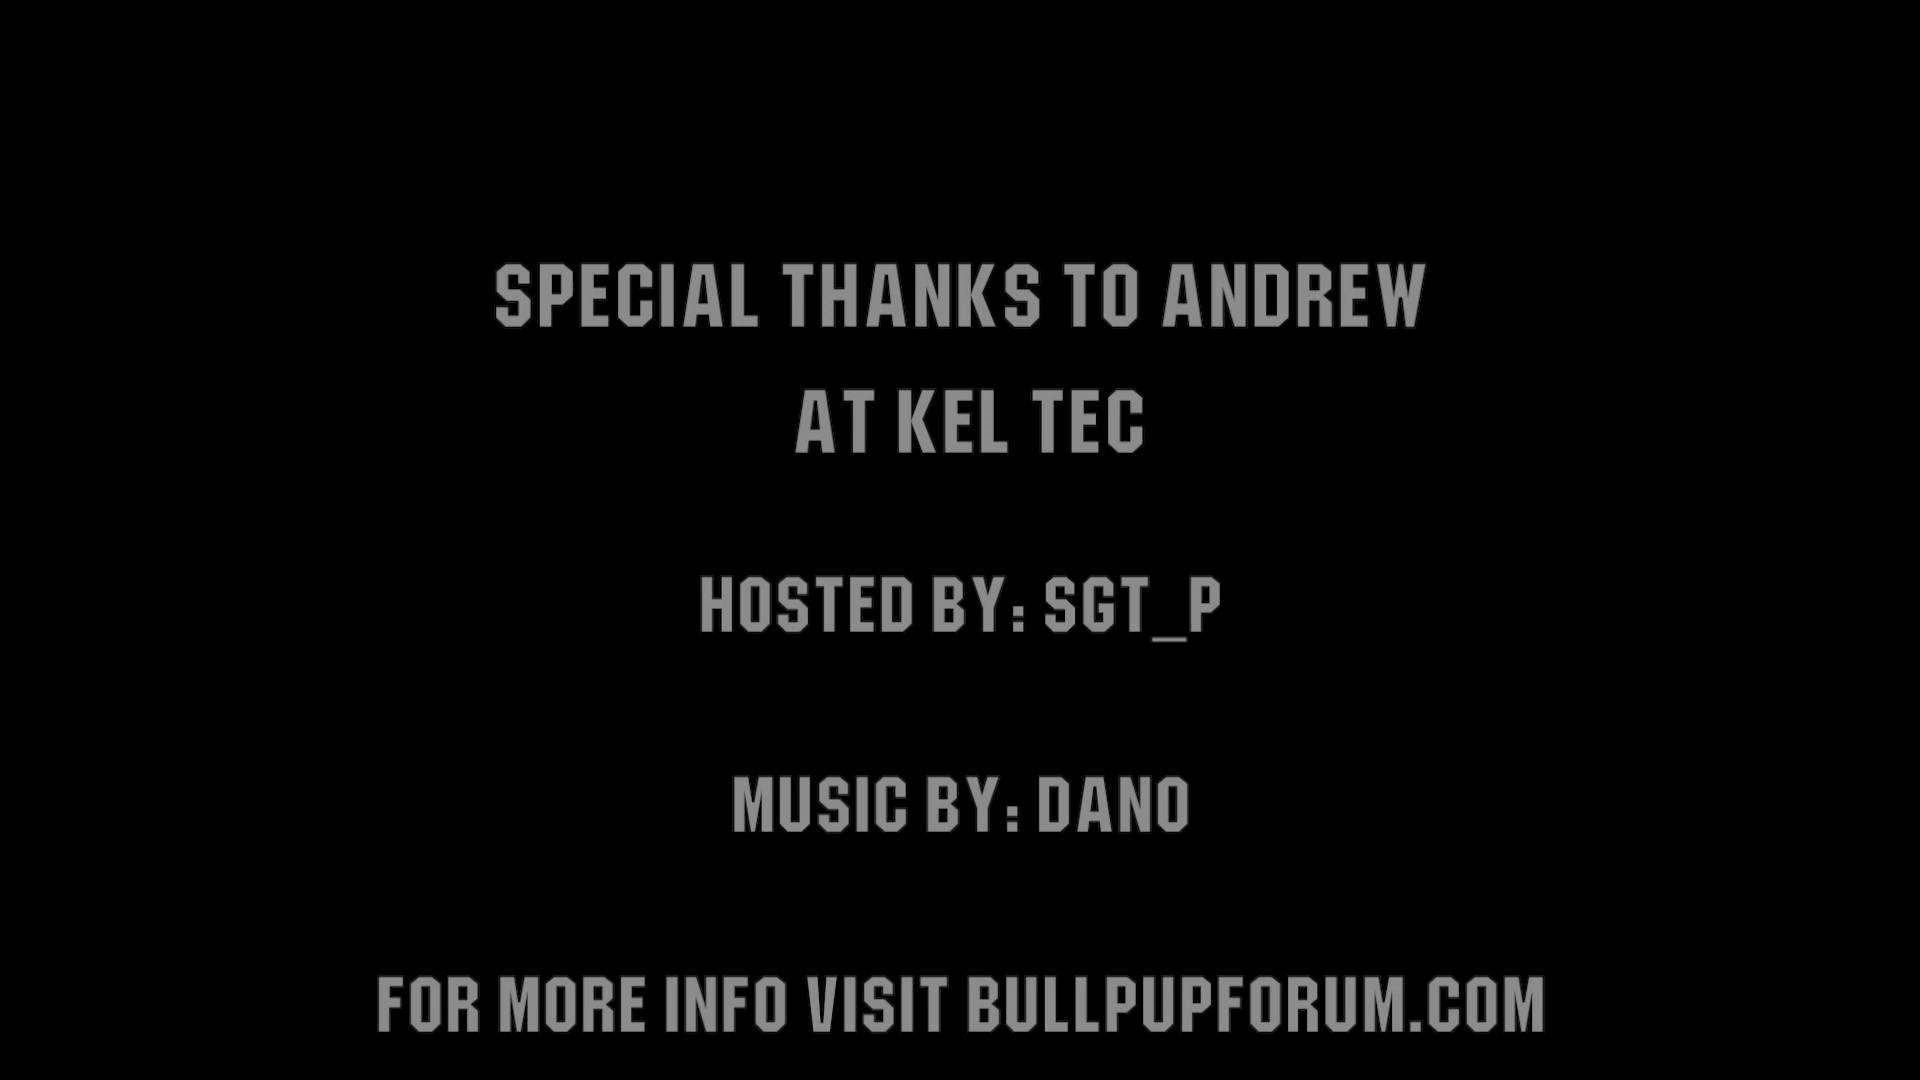 SPECIAL THANKS TO ANDREW
AT KEL TEC
HOSTED BY: SGT_P
MUSIC BY: DANO
FOR MORE INFO VISIT BULLPUPFORUM.COM